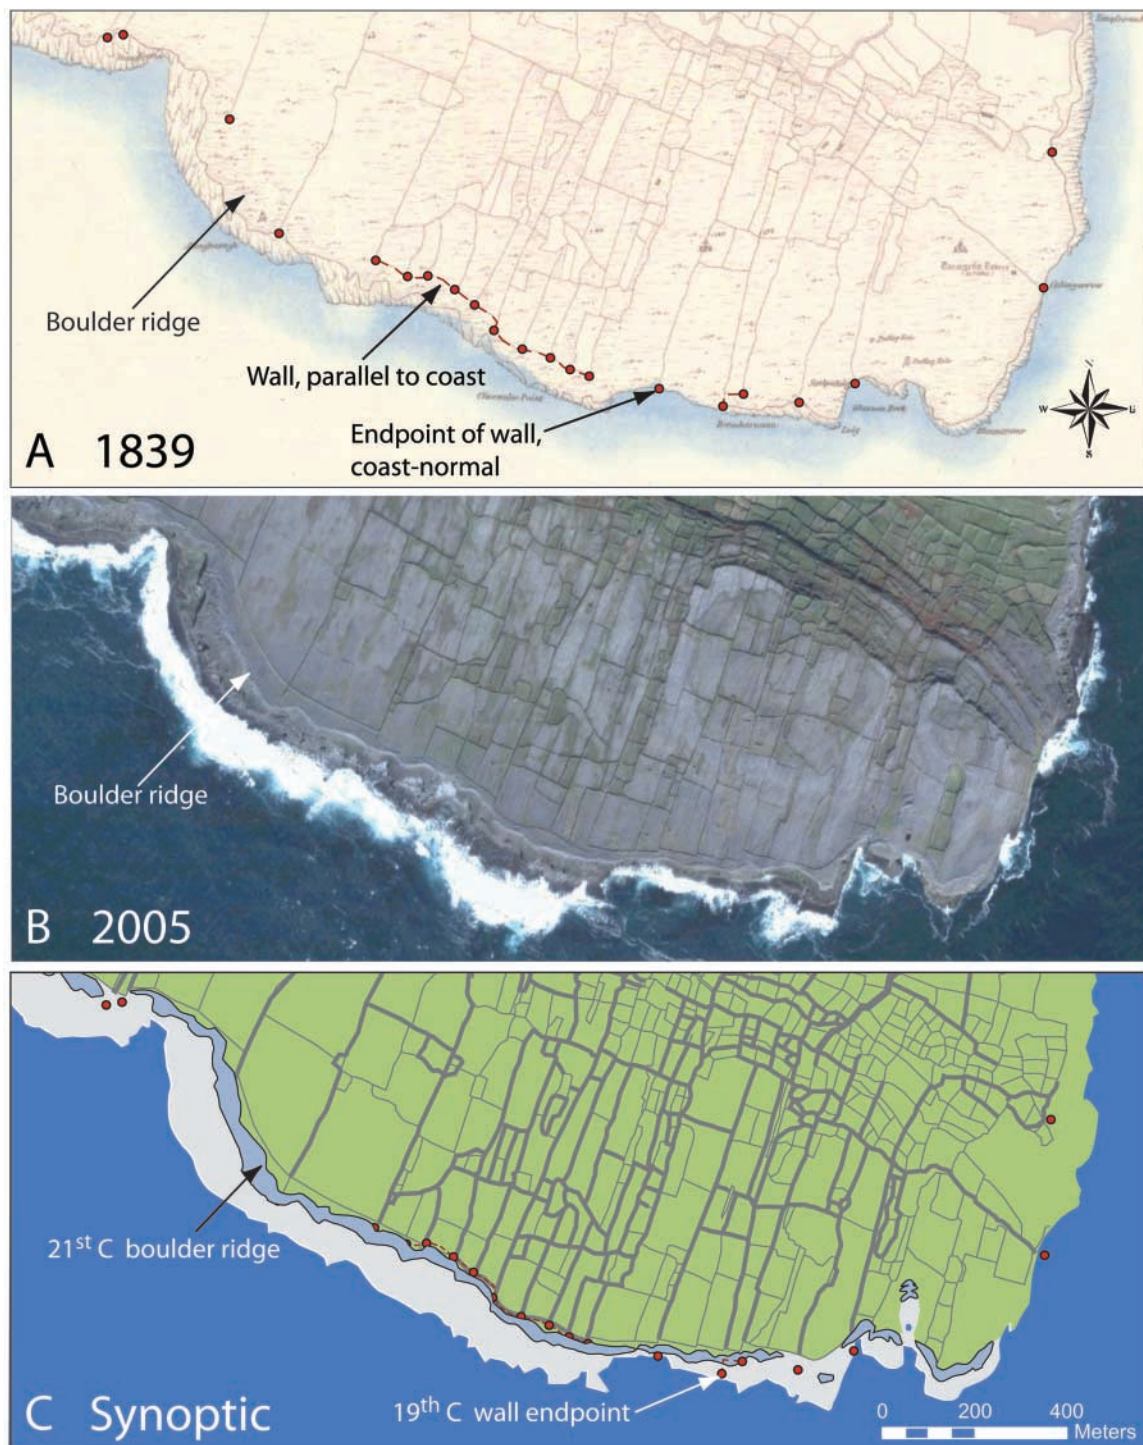 Boulder ridge
Wall, parallel to coast
Endpoint of wall,
coast-normal
N
W
E
S
A 1839
Boulder ridge
B 2005
21st C boulder ridge
19th C wall endpoint
C Synoptic
0 200 400
Meters